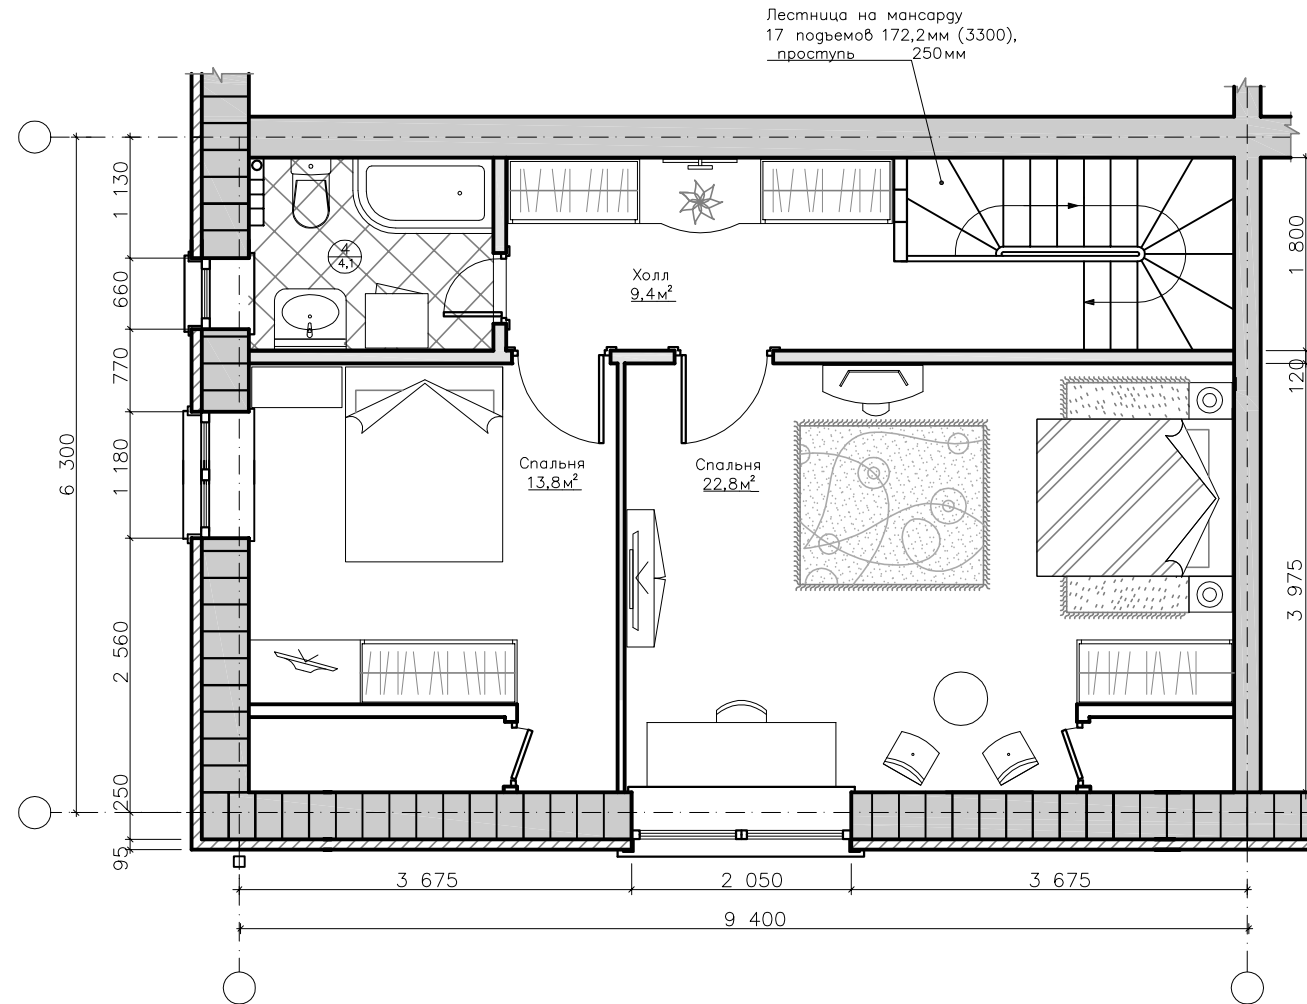 Лестница на мансарду
17 подъемов 172,2мм (3300),
проступь 250мм
1 130
660
770
1 180
6 300
2 560
250
95
1 800
120
3 975
4
4,1
Холл
9,4м²
Спальня
13,8м²
Спальня
22,8м²
3 675
2 050
3 675
9 400